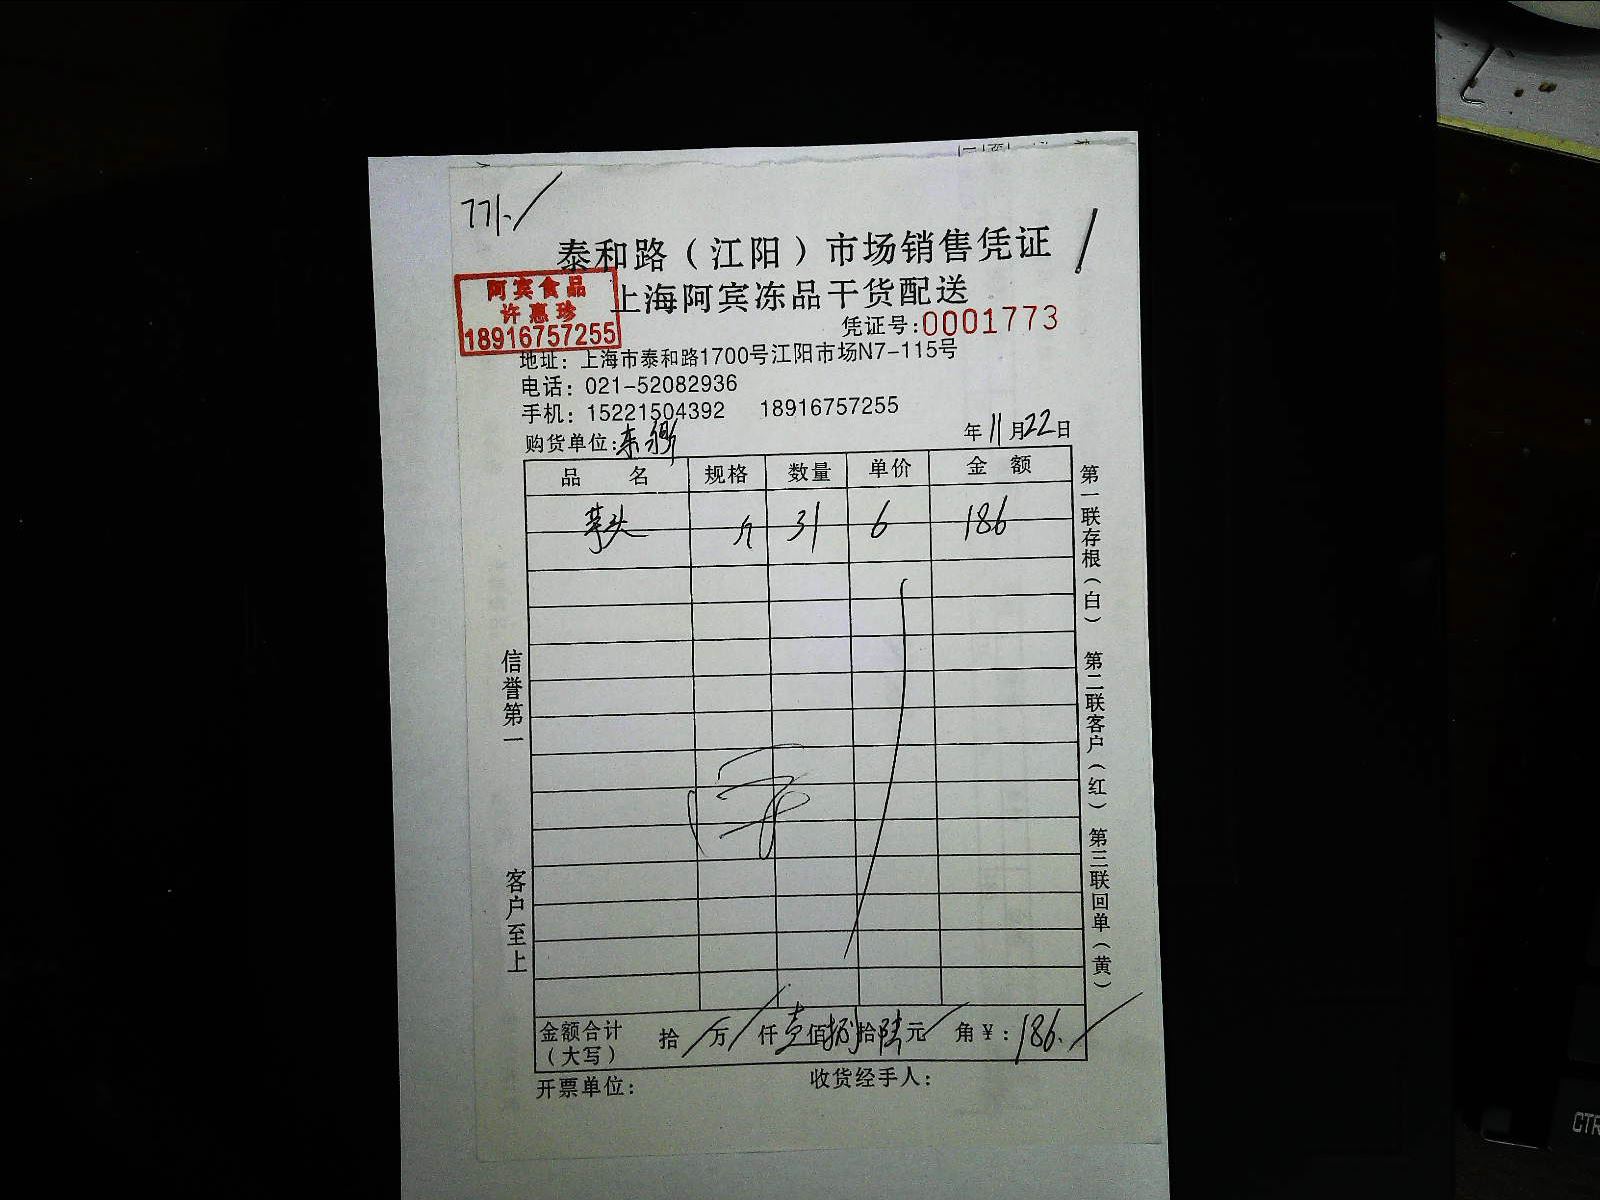 771.
泰和路（江阳）市场销售凭证
上海阿宾冻品干货配送
阿宾食品
许惠珍
18916757255
凭证号:0001773
地址：上海市泰和路1700号江阳市场N7-115号
电话：021-52082936
手机：15221504392 18916757255
购货单位:
年11月22日
品 名 规格 数量 单价 金 额
芋头 斤 31 6 186
信誉第一
客户至上
第一联存根（白） 第二联客户（红） 第三联回单（黄）
金额合计（大写） 拾 万 仟壹佰捌拾陆元 角￥:186.
开票单位: 收货经手人:
CTR